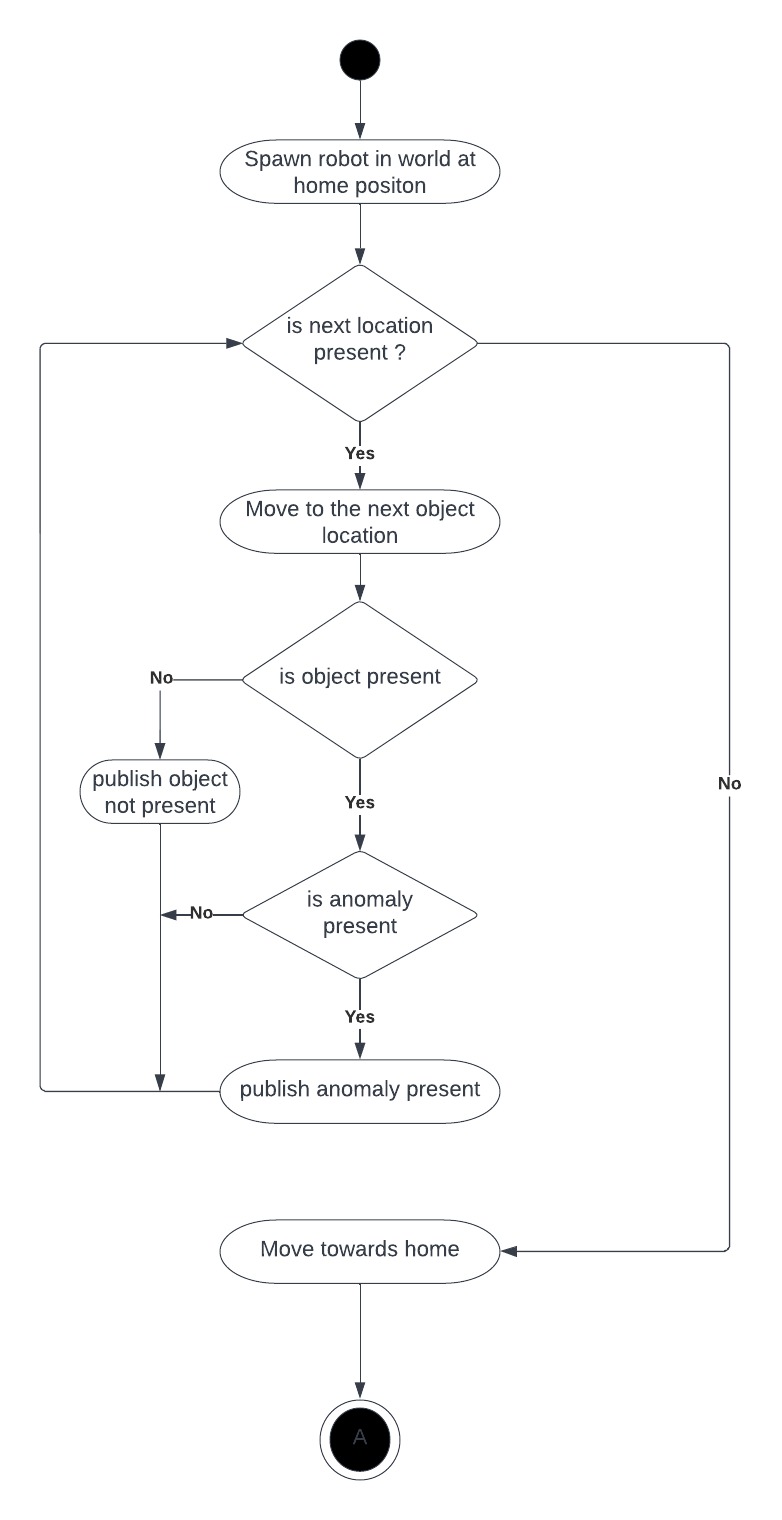 Spawn robot in world at
home positon
is next location
present ?
Yes
Move to the next object
location
is object present
No
publish object
not present
Yes
No
is anomaly
present
No
Yes
publish anomaly present
Move towards home
A